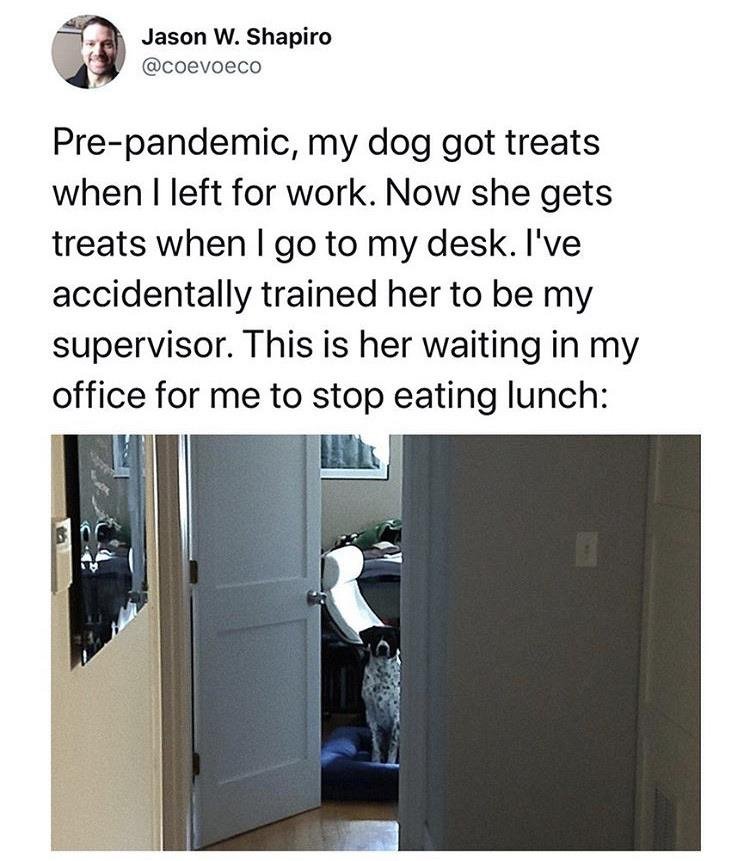 Jason W. Shapiro
@coevoeco
Pre-pandemic, my dog got treats
when I left for work. Now she gets
treats when I go to my desk. I've
accidentally trained her to be my
supervisor. This is her waiting in my
office for me to stop eating lunch: